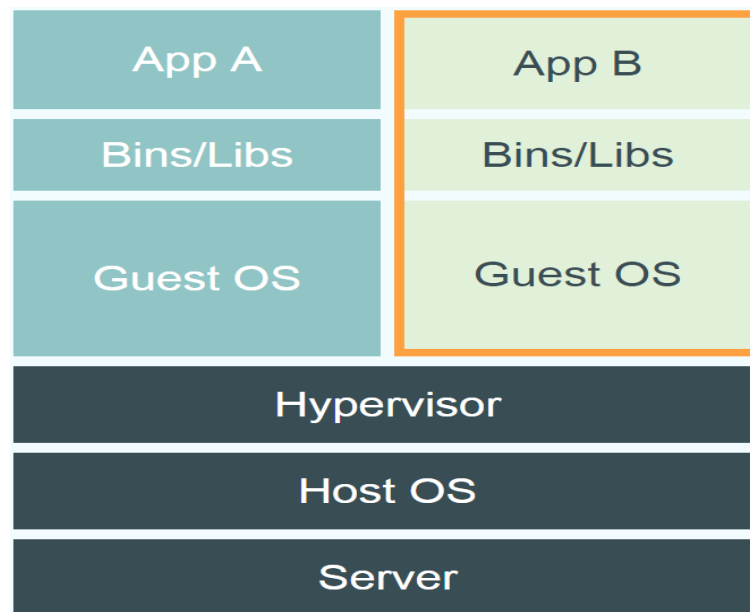 App A
Bins/Libs
Guest OS
App B
Bins/Libs
Guest OS
Hypervisor
Host OS
Server